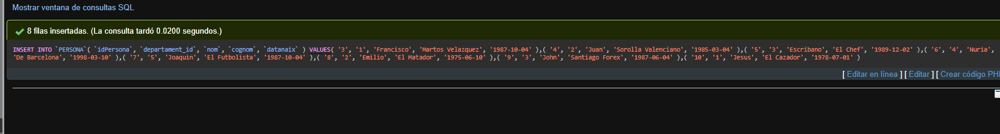 Mostrar ventana de consultas SQL
8 filas insertadas. (La consulta tardó 0.0200 segundos.)
INSERT INTO `PERSONA`( `idPersona`, `departament_id`, `nom`, `cognom`, `datanaix` ) VALUES( '3', '1', 'Francisco', 'Martos Velazquez', '1987-10-04' ),( '4', '2', 'Juan', 'Sorolla Valenciano', '1985-03-04' ),( '5', '3', 'Escribano', 'El Chef', '1989-12-02' ),( '6', '4', 'Nuria',
'De Barcelona', '1998-03-10' ),( '7', '5', 'Joaquin', 'El Futbolista', '1987-10-04' ),( '8', '2', 'Emilio', 'El Matador', '1975-06-10' ),( '9', '3', 'John', 'Santiago Forex', '1987-06-04' ),( '10', '1', 'Jesus', 'El Cazador', '1978-07-01' )
[ Editar en línea ] [ Editar ] [ Crear código PH